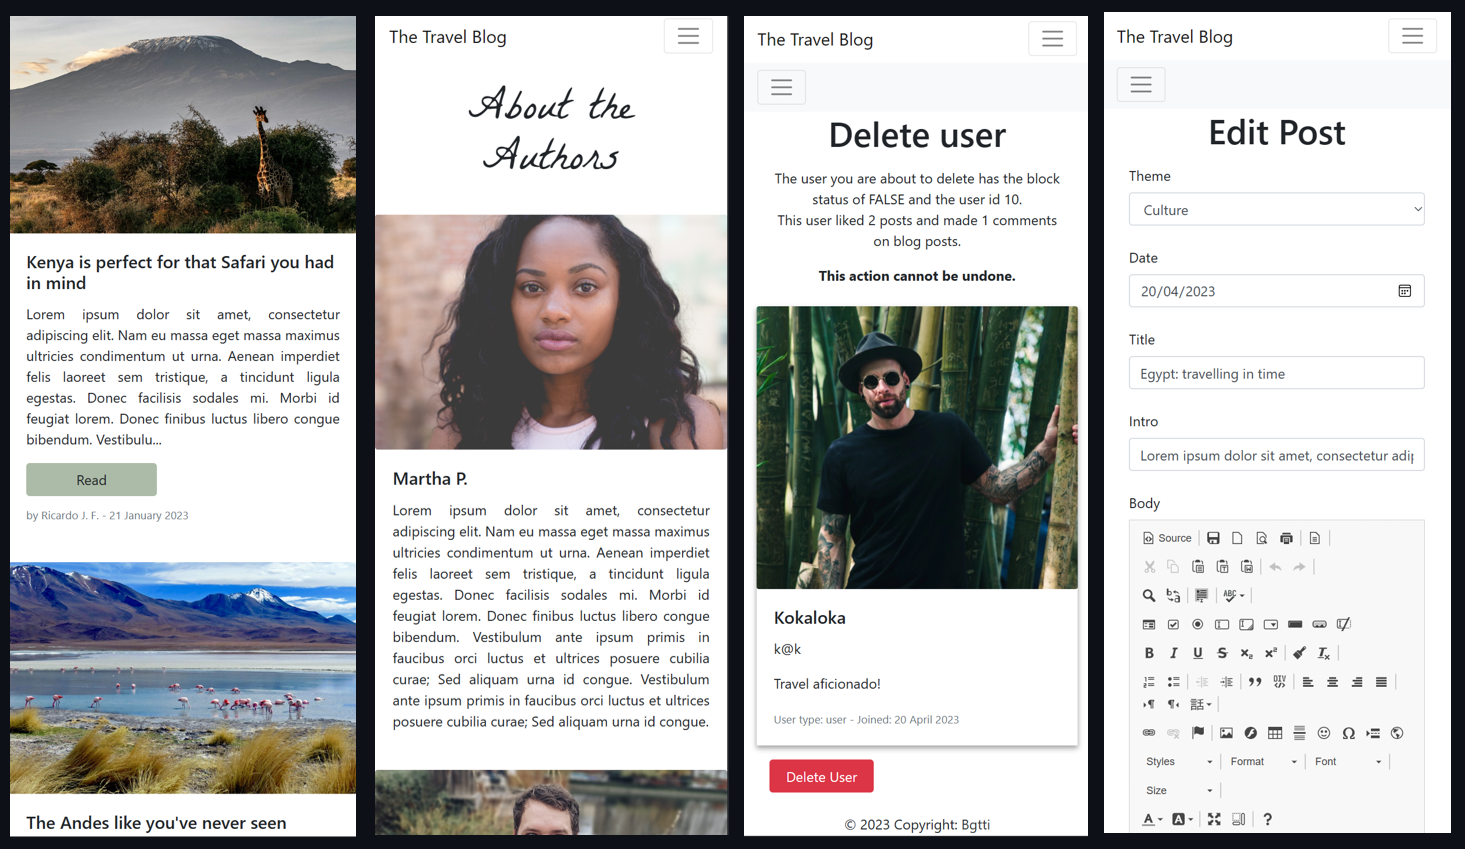 Kenya is perfect for that Safari you had
in mind
Lorem ipsum dolor sit amet, consectetur
adipiscing elit. Nam eu massa eget massa maximus
ultricies condimentum ut urna. Aenean imperdiet
felis laoreet sem tristique, a tincidunt ligula
egestas. Donec facilisis sodales mi. Morbi id
feugiat lorem. Donec finibus luctus libero congue
bibendum. Vestibulu...
Read
by Ricardo J. F. - 21 January 2023
The Andes like you've never seen
The Travel Blog
About the
Authors
Martha P.
Lorem ipsum dolor sit amet, consectetur
adipiscing elit. Nam eu massa eget massa maximus
ultricies condimentum ut urna. Aenean imperdiet
felis laoreet sem tristique, a tincidunt ligula
egestas. Donec facilisis sodales mi. Morbi id
feugiat lorem. Donec finibus luctus libero congue
bibendum. Vestibulum ante ipsum primis in
faucibus orci luctus et ultrices posuere cubilia
curae; Sed aliquam urna id congue. Vestibulum
ante ipsum primis in faucibus orci luctus et ultrices
posuere cubilia curae; Sed aliquam urna id congue.
The Travel Blog
Delete user
The user you are about to delete has the block
status of FALSE and the user id 10.
This user liked 2 posts and made 1 comments
on blog posts.
This action cannot be undone.
Kokaloka
k@k
Travel aficionado!
User type: user - Joined: 20 April 2023
Delete User
© 2023 Copyright: Bgtti
The Travel Blog
Edit Post
Theme
Culture
Date
20/04/2023
Title
Egypt: travelling in time
Intro
Lorem ipsum dolor sit amet, consectetur adip
Body
Source
ABC
B I U S x₂ x² Tx
DIV
話
Ω
Styles Format Font
Size
A A ?